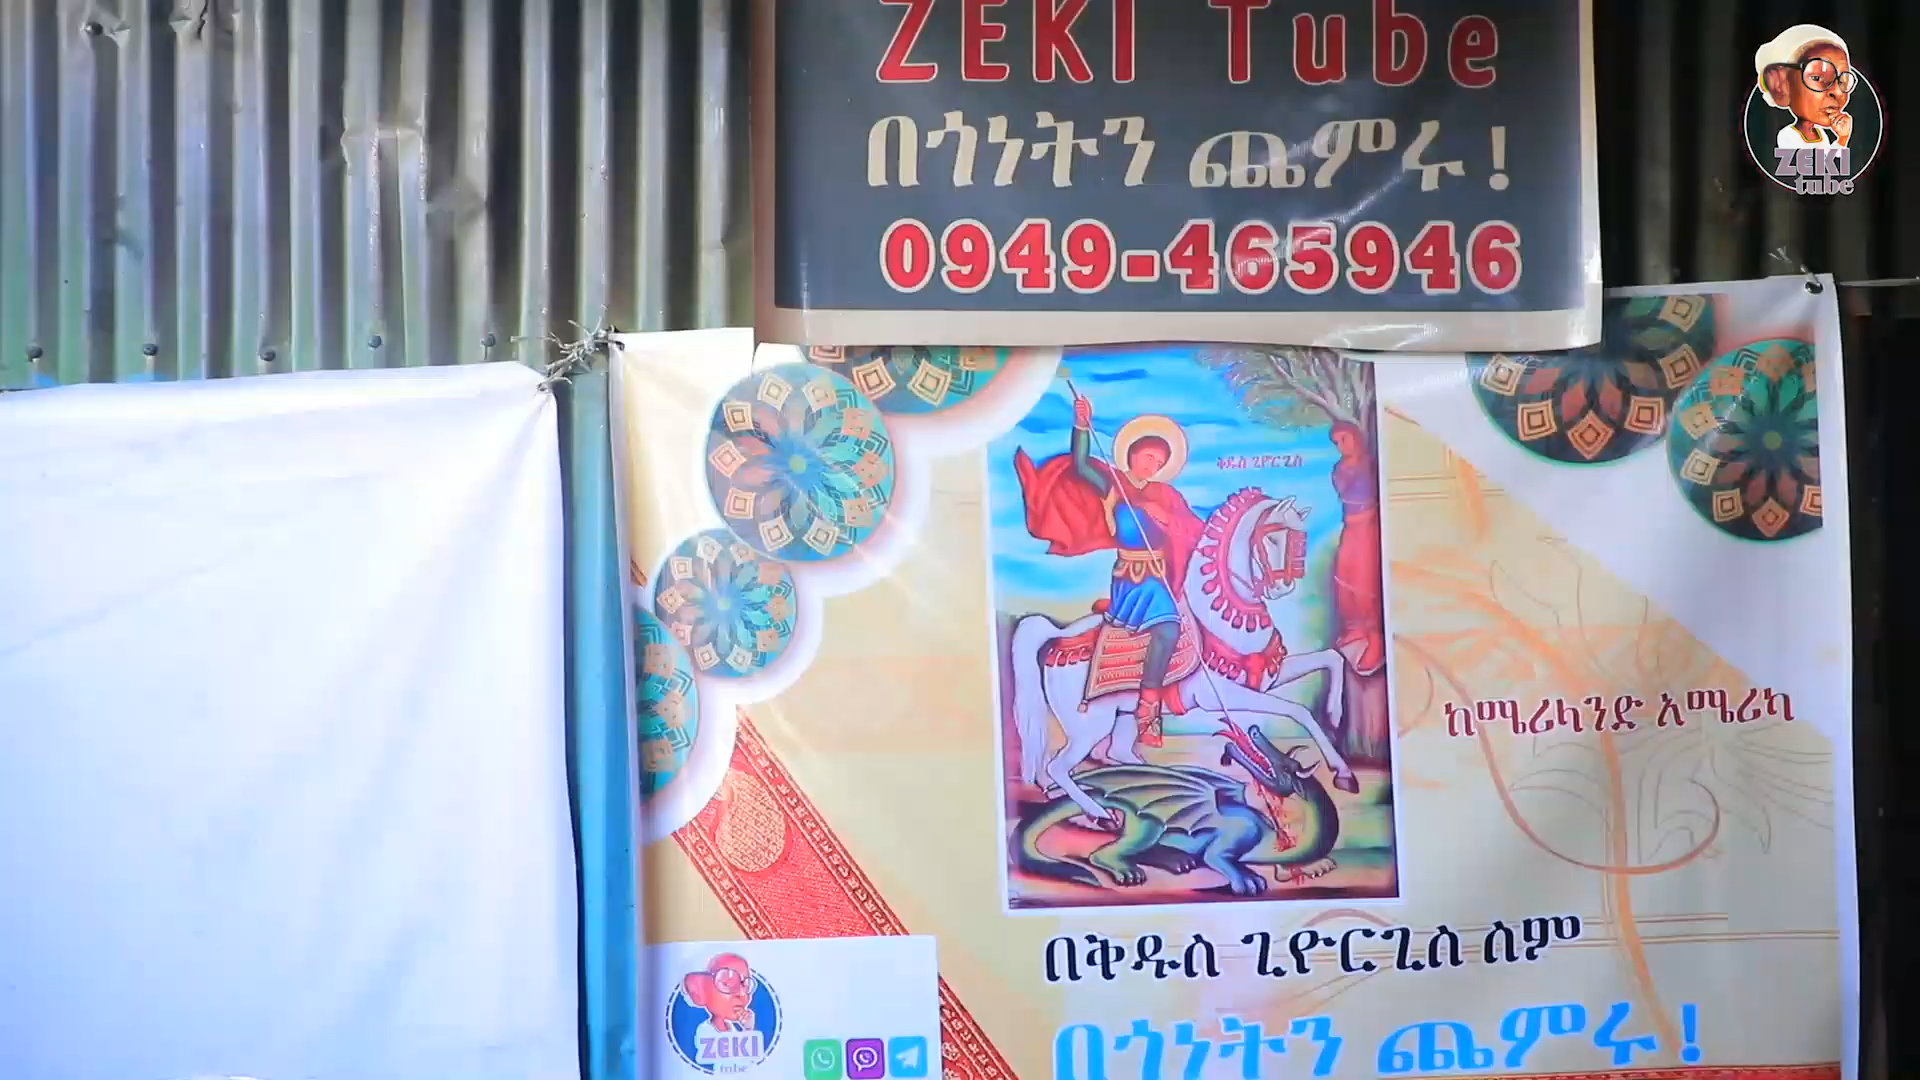 ZEKI Tube
በጎነትን ጨምሩ!
0949-465946
ZEKI
tube
ቅዱስ ጊዮርጊስ
ከሜሪላንድ አሜሪካ
በቅዱስ ጊዮርጊስ ስም
በጎነትን ጨምሩ!
ZEKI
tube